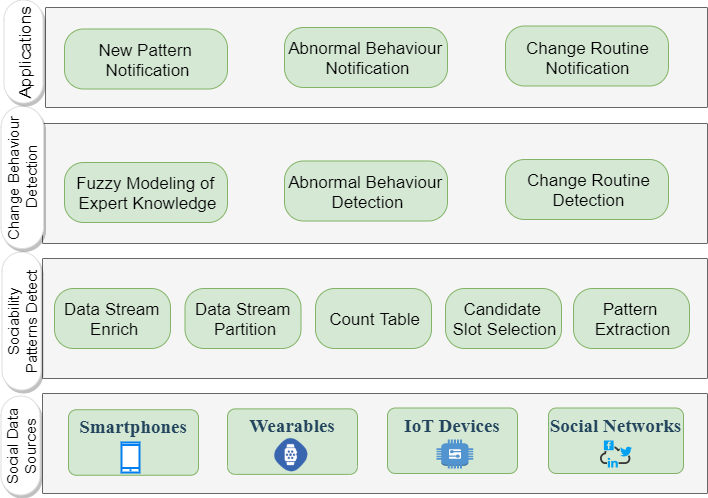 Applications
New Pattern
Notification
Abnormal Behaviour
Notification
Change Routine
Notification
Change Behaviour
Detection
Fuzzy Modeling of
Expert Knowledge
Abnormal Behaviour
Detection
Change Routine
Detection
Sociability
Patterns Detect
Data Stream
Enrich
Data Stream
Partition
Count Table
Candidate
Slot Selection
Pattern
Extraction
Social Data
Sources
Smartphones
Wearables
IoT Devices
Social Networks
f
in